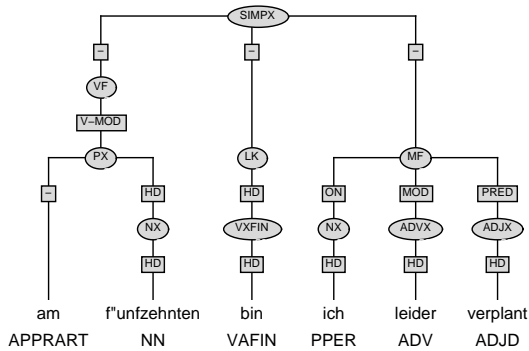 SIMPX
– – –
VF
V–MOD
PX LK MF
– HD HD ON MOD PRED
NX VXFIN NX ADVX ADJX
HD HD HD HD
am f"unfzehnten bin ich leider verplant
APPRART NN VAFIN PPER ADV ADJD